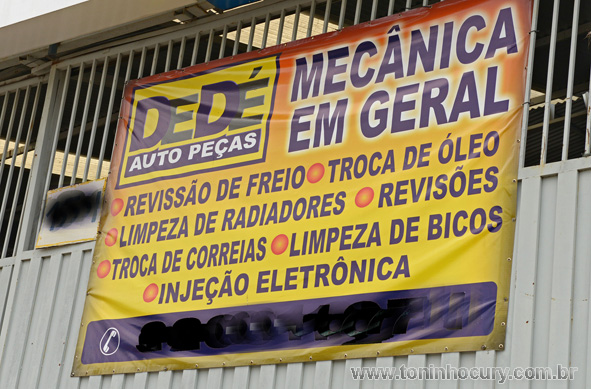 DEDÉ
AUTO PEÇAS
MECÂNICA
EM GERAL
REVISSÃO DE FREIO TROCA DE ÓLEO
LIMPEZA DE RADIADORES REVISÕES
TROCA DE CORREIAS LIMPEZA DE BICOS
INJEÇÃO ELETRÔNICA
www.toninhocury.com.br